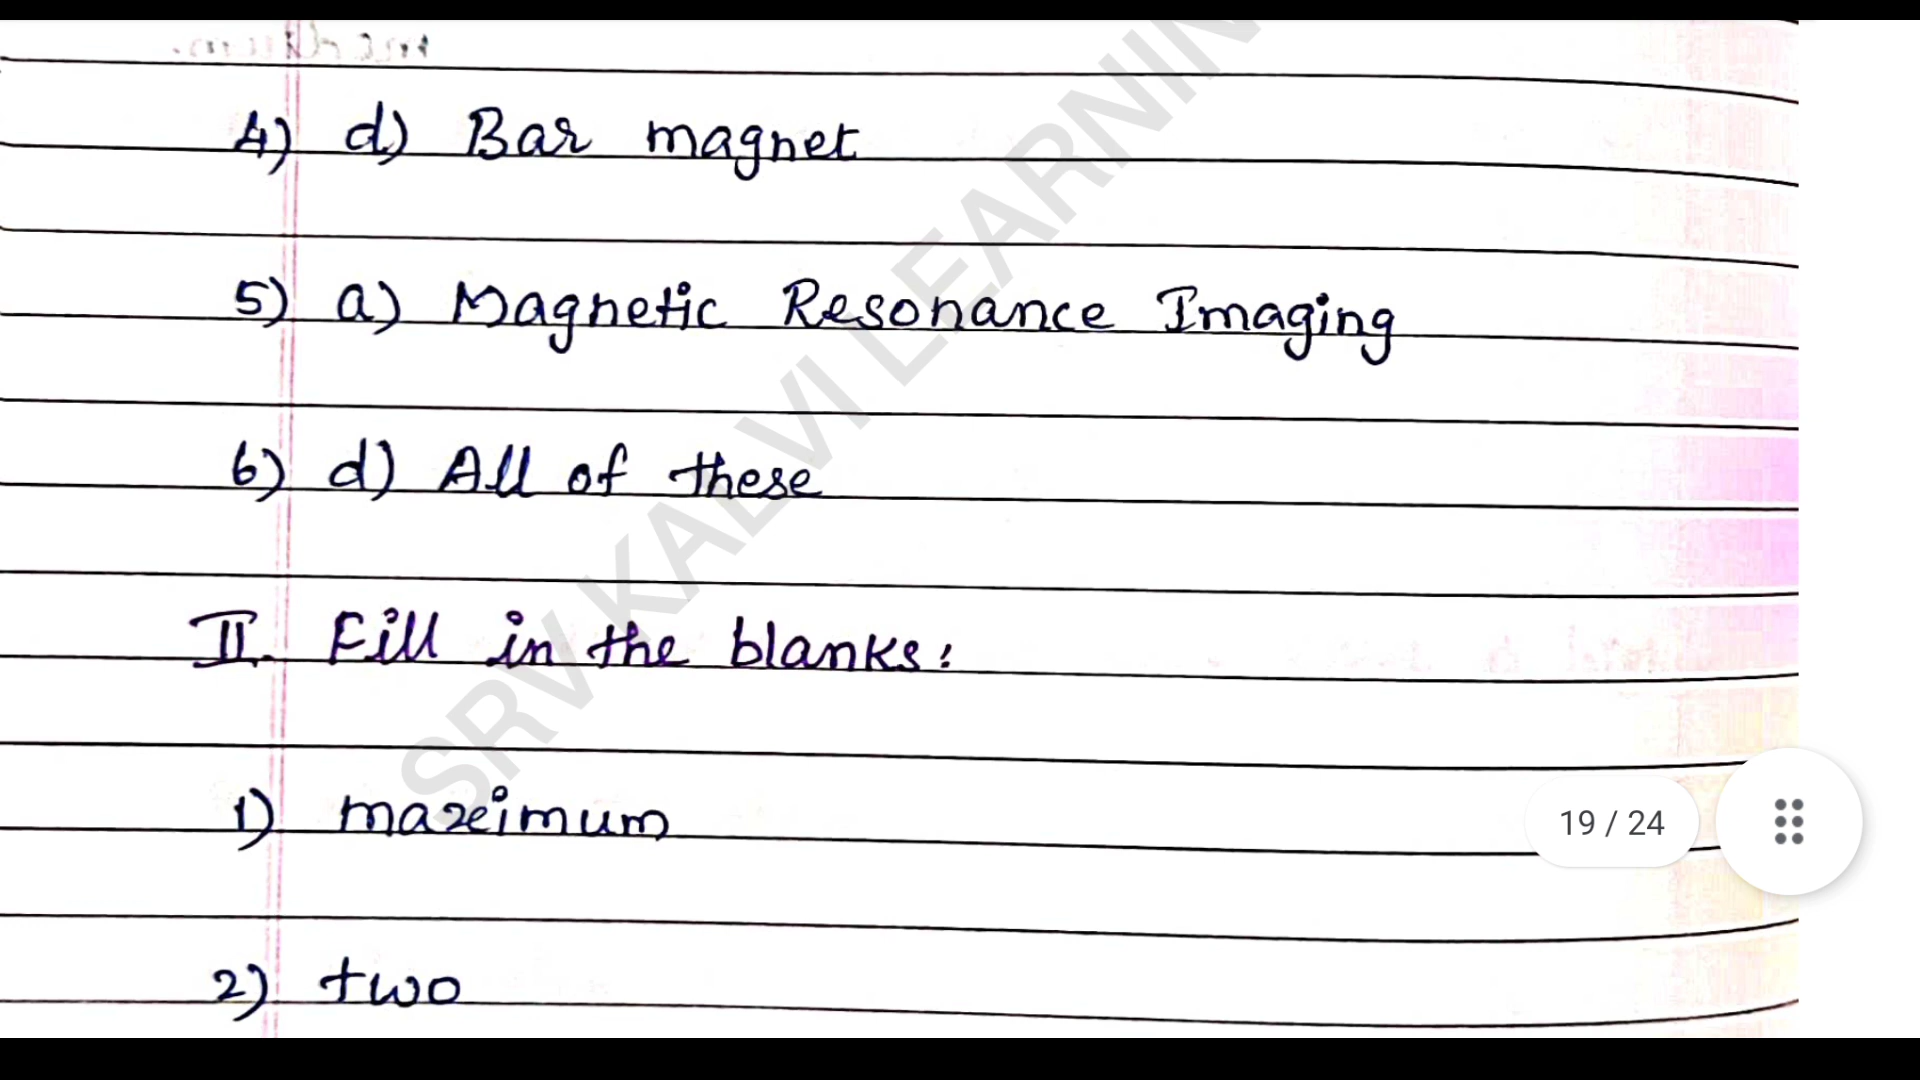 4) d) Bar magnet
5) a) Magnetic Resonance Imaging
6) d) All of these
II. Fill in the blanks:
1) maximum
2) two
SRV KALVI LEARNIN
19 / 24